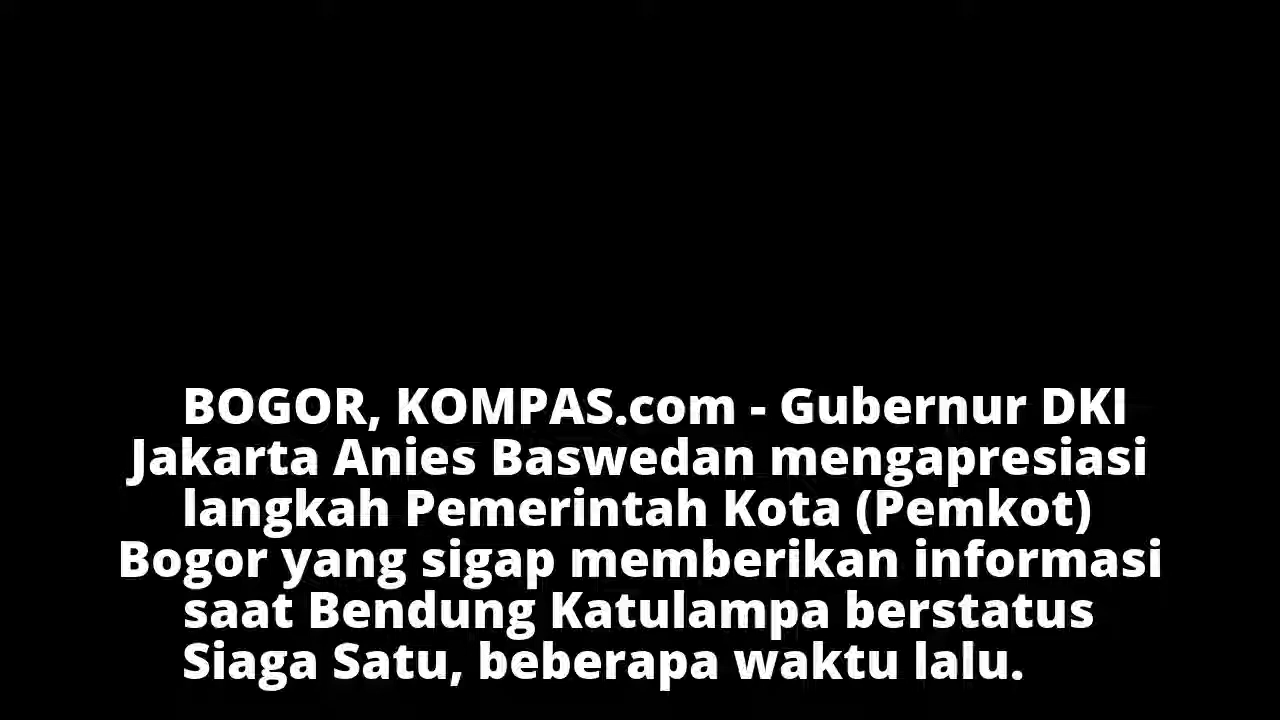 BOGOR, KOMPAS.com - Gubernur DKI
Jakarta Anies Baswedan mengapresiasi
langkah Pemerintah Kota (Pemkot)
Bogor yang sigap memberikan informasi
saat Bendung Katulampa berstatus
Siaga Satu, beberapa waktu lalu.